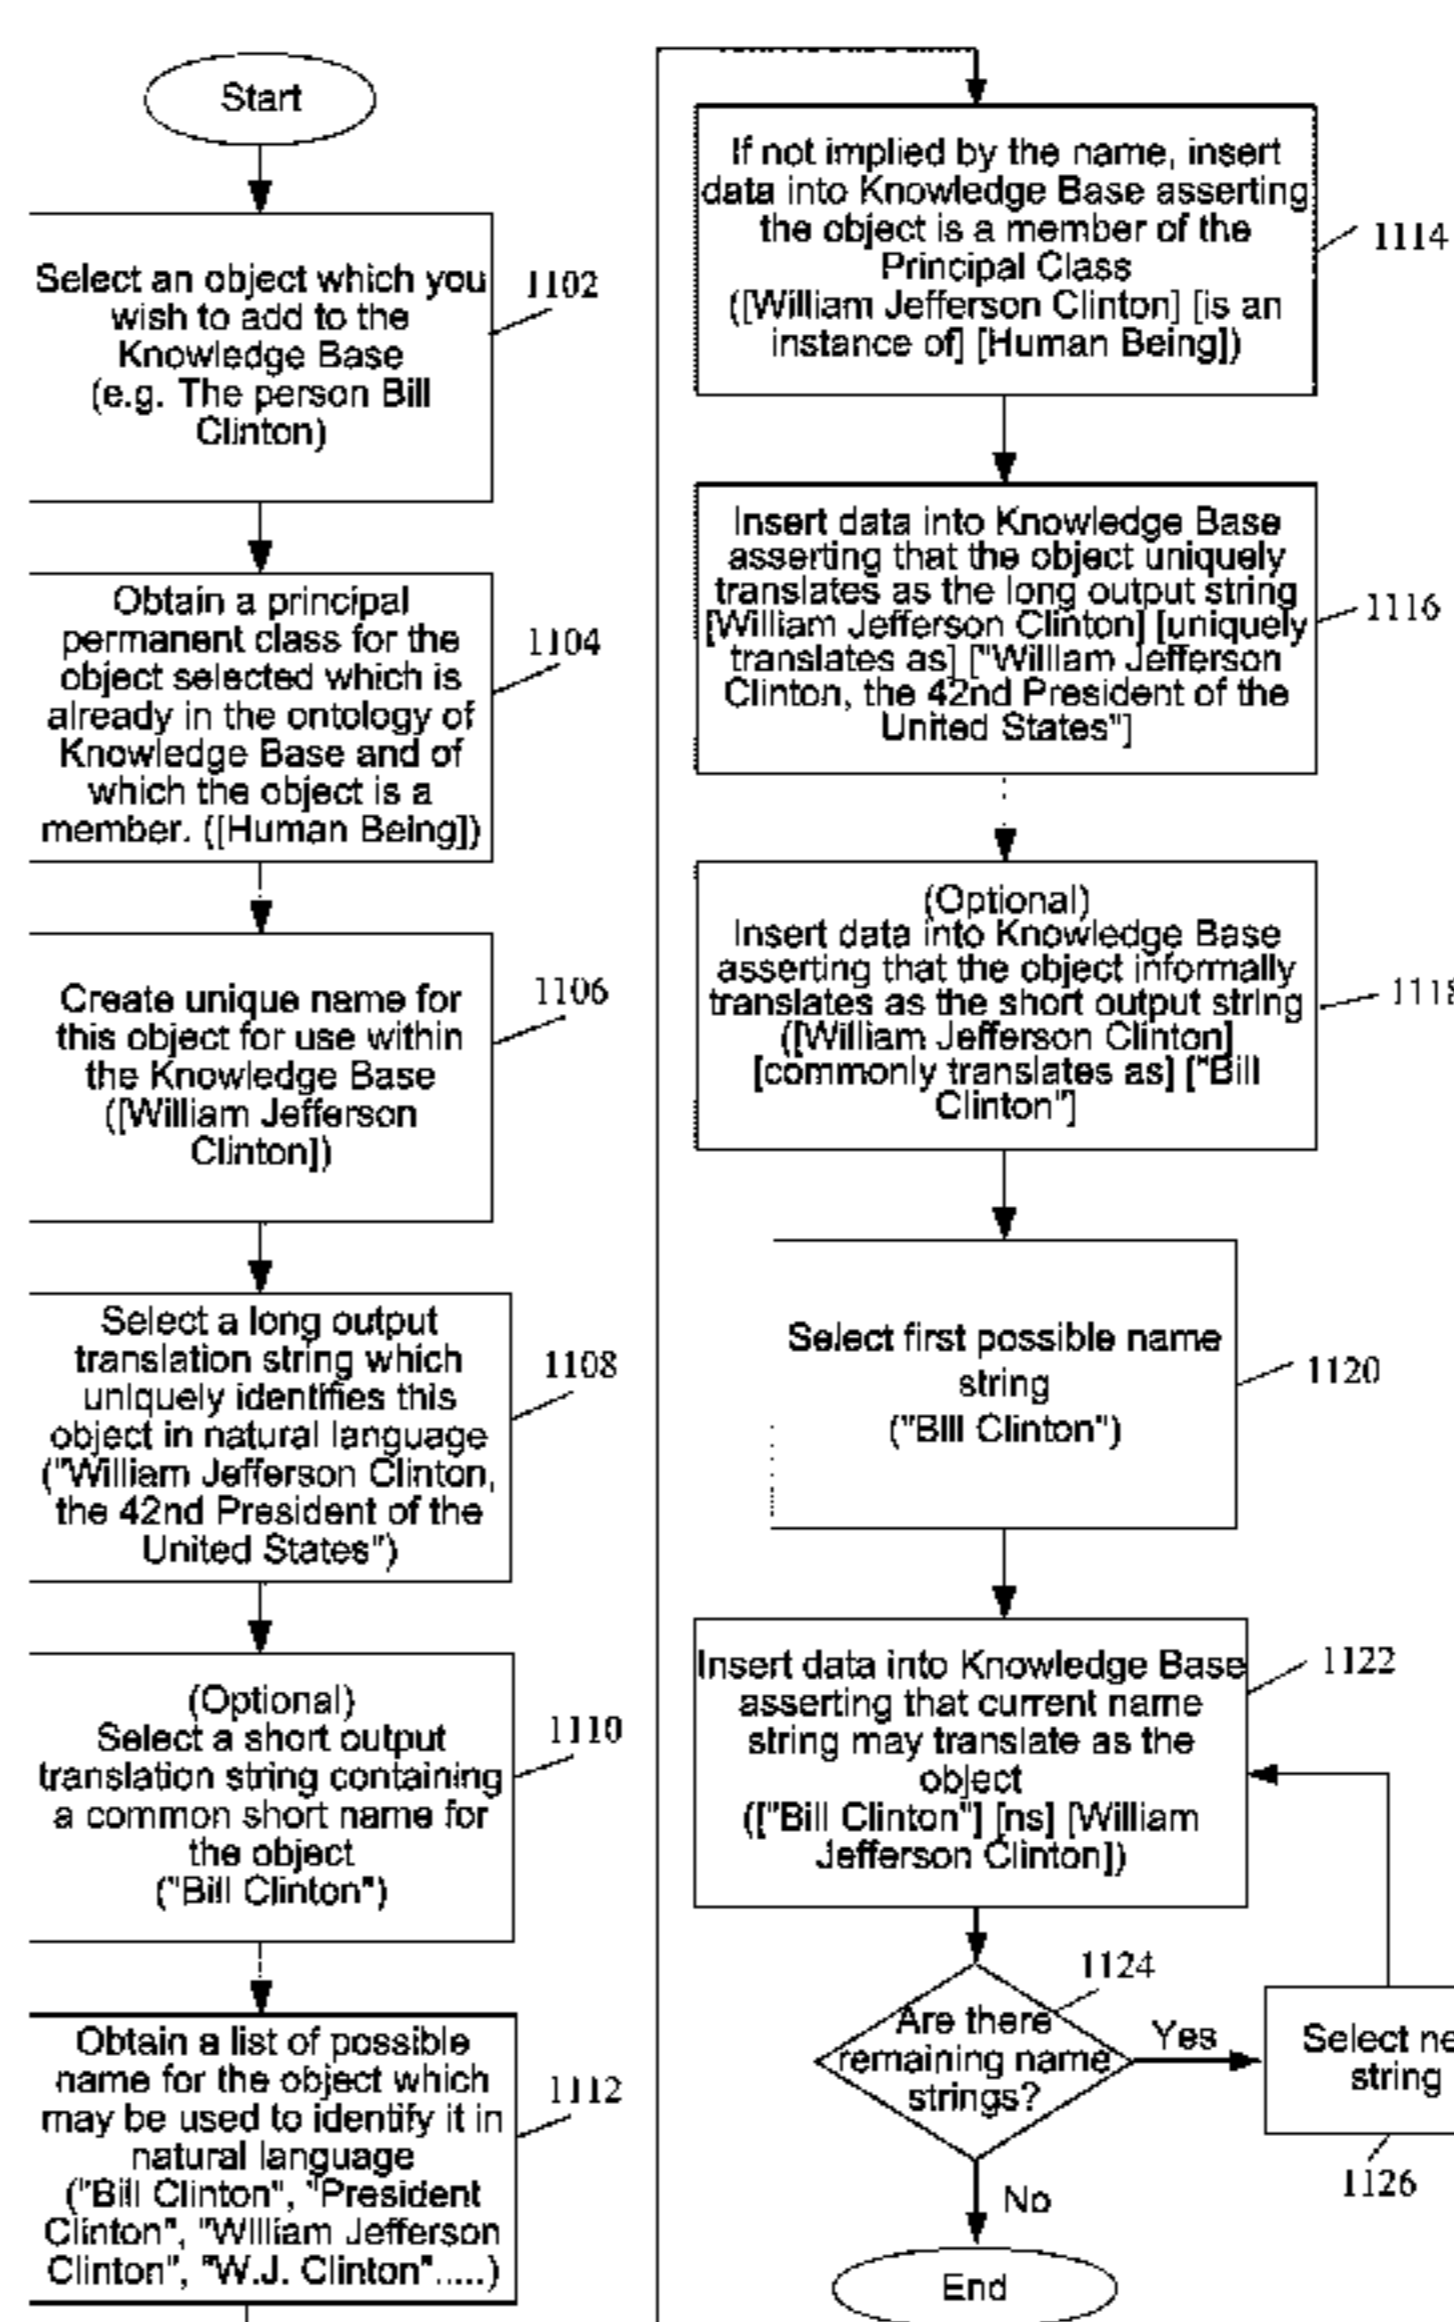 Start
Select an object which you
wish to add to the
Knowledge Base
(e.g. The person Bill
Clinton)
1102
Obtain a principal
permanent class for the
object selected which is
already in the ontology of
Knowledge Base and of
which the object is a
member. ([Human Being])
1104
Create unique name for
this object for use within
the Knowledge Base
([William Jefferson
Clinton])
1106
Select a long output
translation string which
uniquely identifies this
object in natural language
("William Jefferson Clinton,
the 42nd President of the
United States")
1108
(Optional)
Select a short output
translation string containing
a common short name for
the object
("Bill Clinton")
1110
Obtain a list of possible
name for the object which
may be used to identify it in
natural language
("Bill Clinton", "President
Clinton", "William Jefferson
Clinton", "W.J. Clinton".....)
1112
If not implied by the name, insert
data into Knowledge Base asserting
the object is a member of the
Principal Class
([William Jefferson Clinton] [is an
instance of] [Human Being])
1114
Insert data into Knowledge Base
asserting that the object uniquely
translates as the long output string
[William Jefferson Clinton] [uniquely
translates as] ["William Jefferson
Clinton, the 42nd President of the
United States"]
1116
(Optional)
Insert data into Knowledge Base
asserting that the object informally
translates as the short output string
([William Jefferson Clinton]
[commonly translates as] ["Bill
Clinton"]
1118
Select first possible name
string
("Bill Clinton")
1120
Insert data into Knowledge Base
asserting that current name
string may translate as the
object
(["Bill Clinton"] [ns] [William
Jefferson Clinton])
1122
Are there
remaining name
strings?
1124
Yes
Select ne
string
1126
No
End